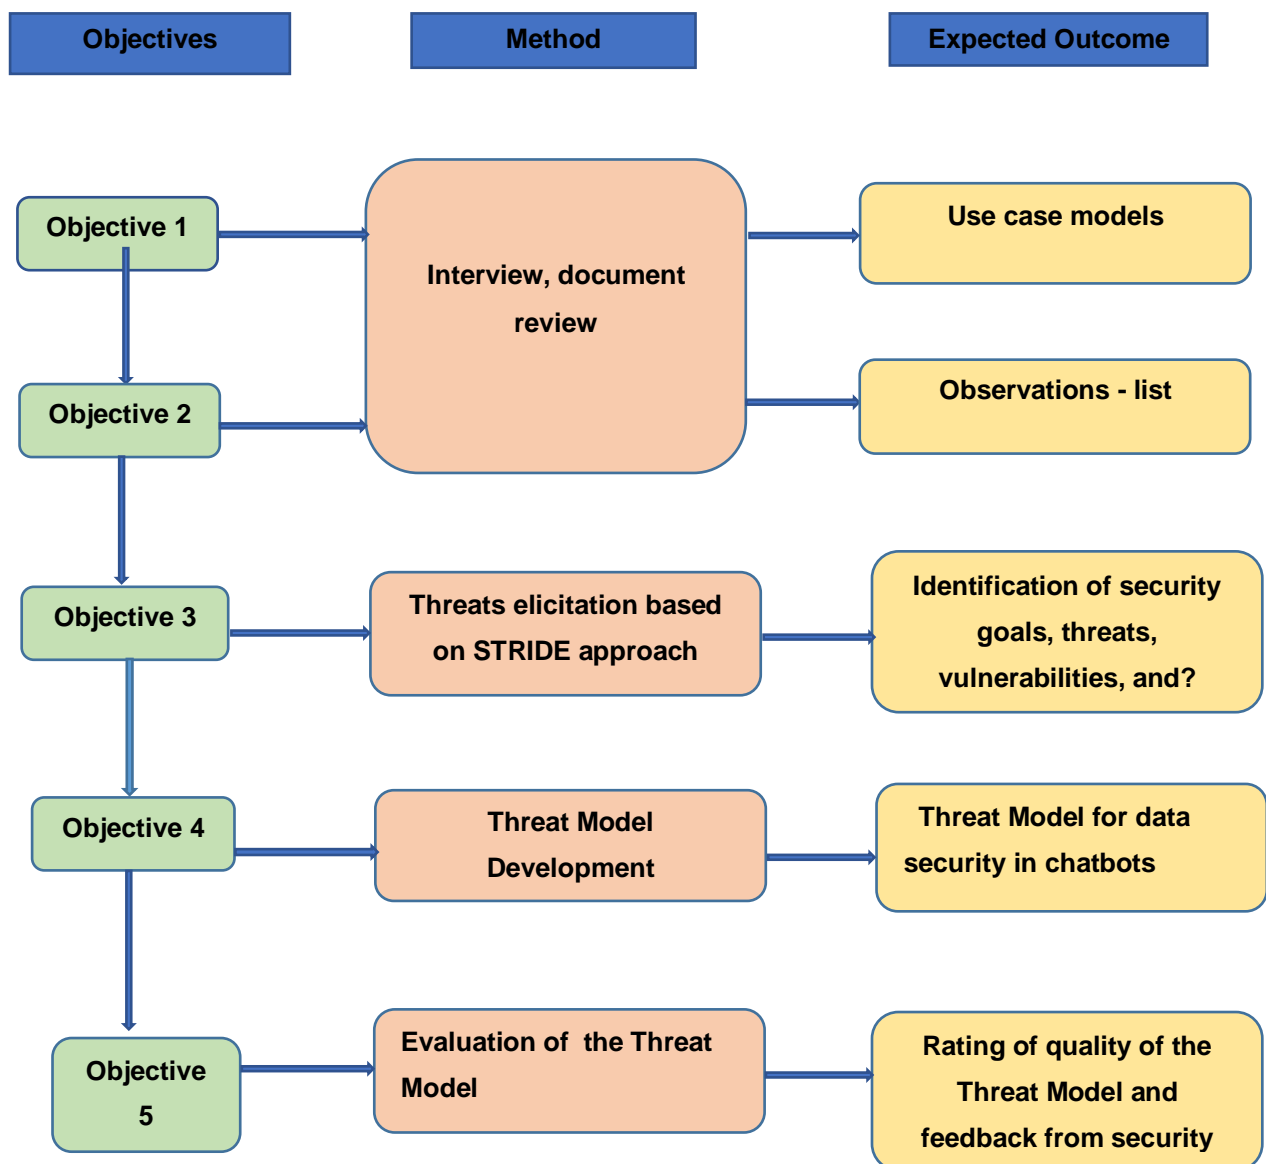 Objectives
Method
Expected Outcome
Objective 1
Interview, document
review
Use case models
Objective 2
Observations - list
Objective 3
Threats elicitation based
on STRIDE approach
Identification of security
goals, threats,
vulnerabilities, and?
Objective 4
Threat Model
Development
Threat Model for data
security in chatbots
Objective
5
Evaluation of  the Threat
Model
Rating of quality of the
Threat Model and
feedback from security